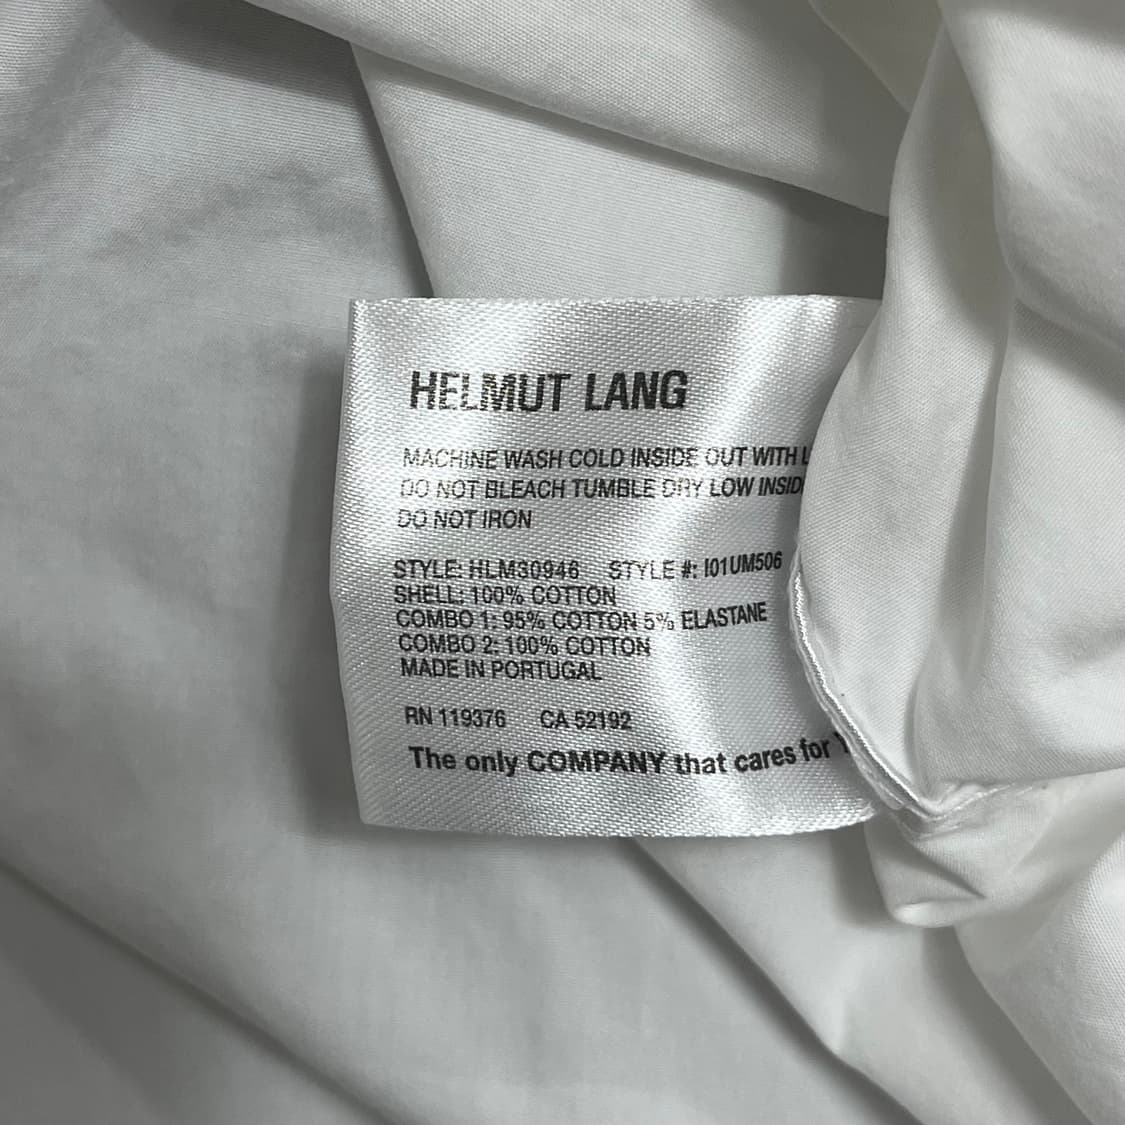 HELMUT LANG
MACHINE WASH COLD INSIDE OUT WITH
DO NOT BLEACH TUMBLE DRY LOW
DO NOT IRON
STYLE: HLM30946 STYLE #: I01UM506
SHELL: 100% COTTON
COMBO 1: 95% COTTON 5% ELASTANE
COMBO 2: 100% COTTON
MADE IN PORTUGAL
RN 119376 CA 52192
The only COMPANY that cares for